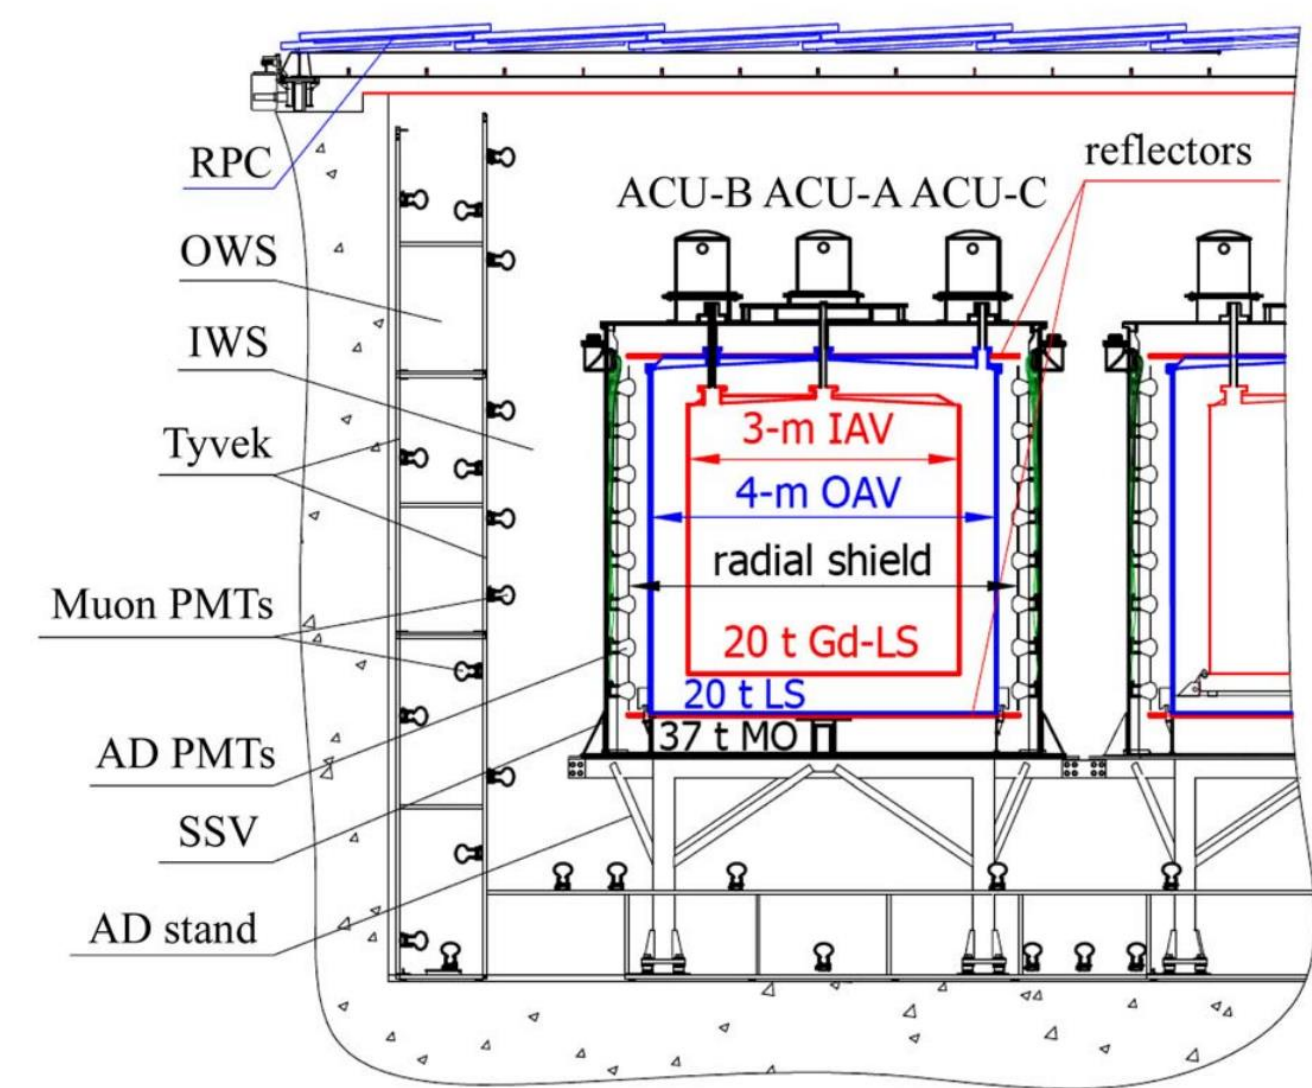 RPC
OWS
IWS
Tyvek
Muon PMTs
AD PMTs
SSV
AD stand
reflectors
ACU-B ACU-A ACU-C
3-m IAV
4-m OAV
radial shield
20 t Gd-LS
20 t LS
37 t MO